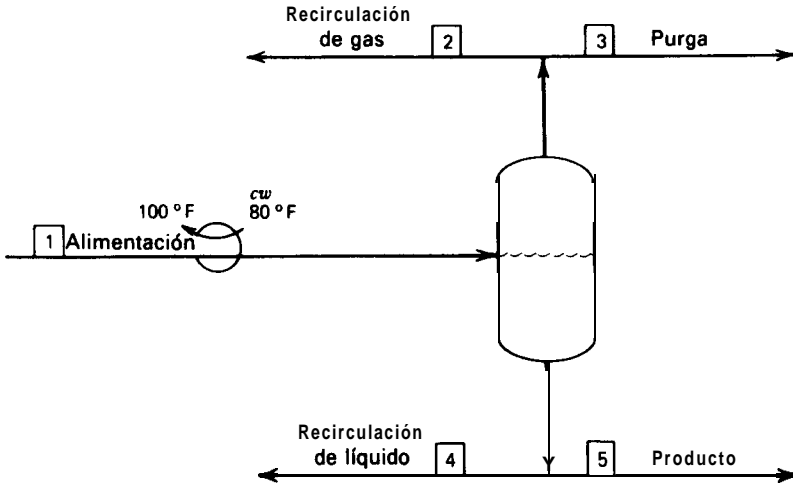 Recirculación
de gas
2
3
Purga
cw
100 °F
80 °F
1
Alimentación
Recirculación
de líquido
4
5
Producto